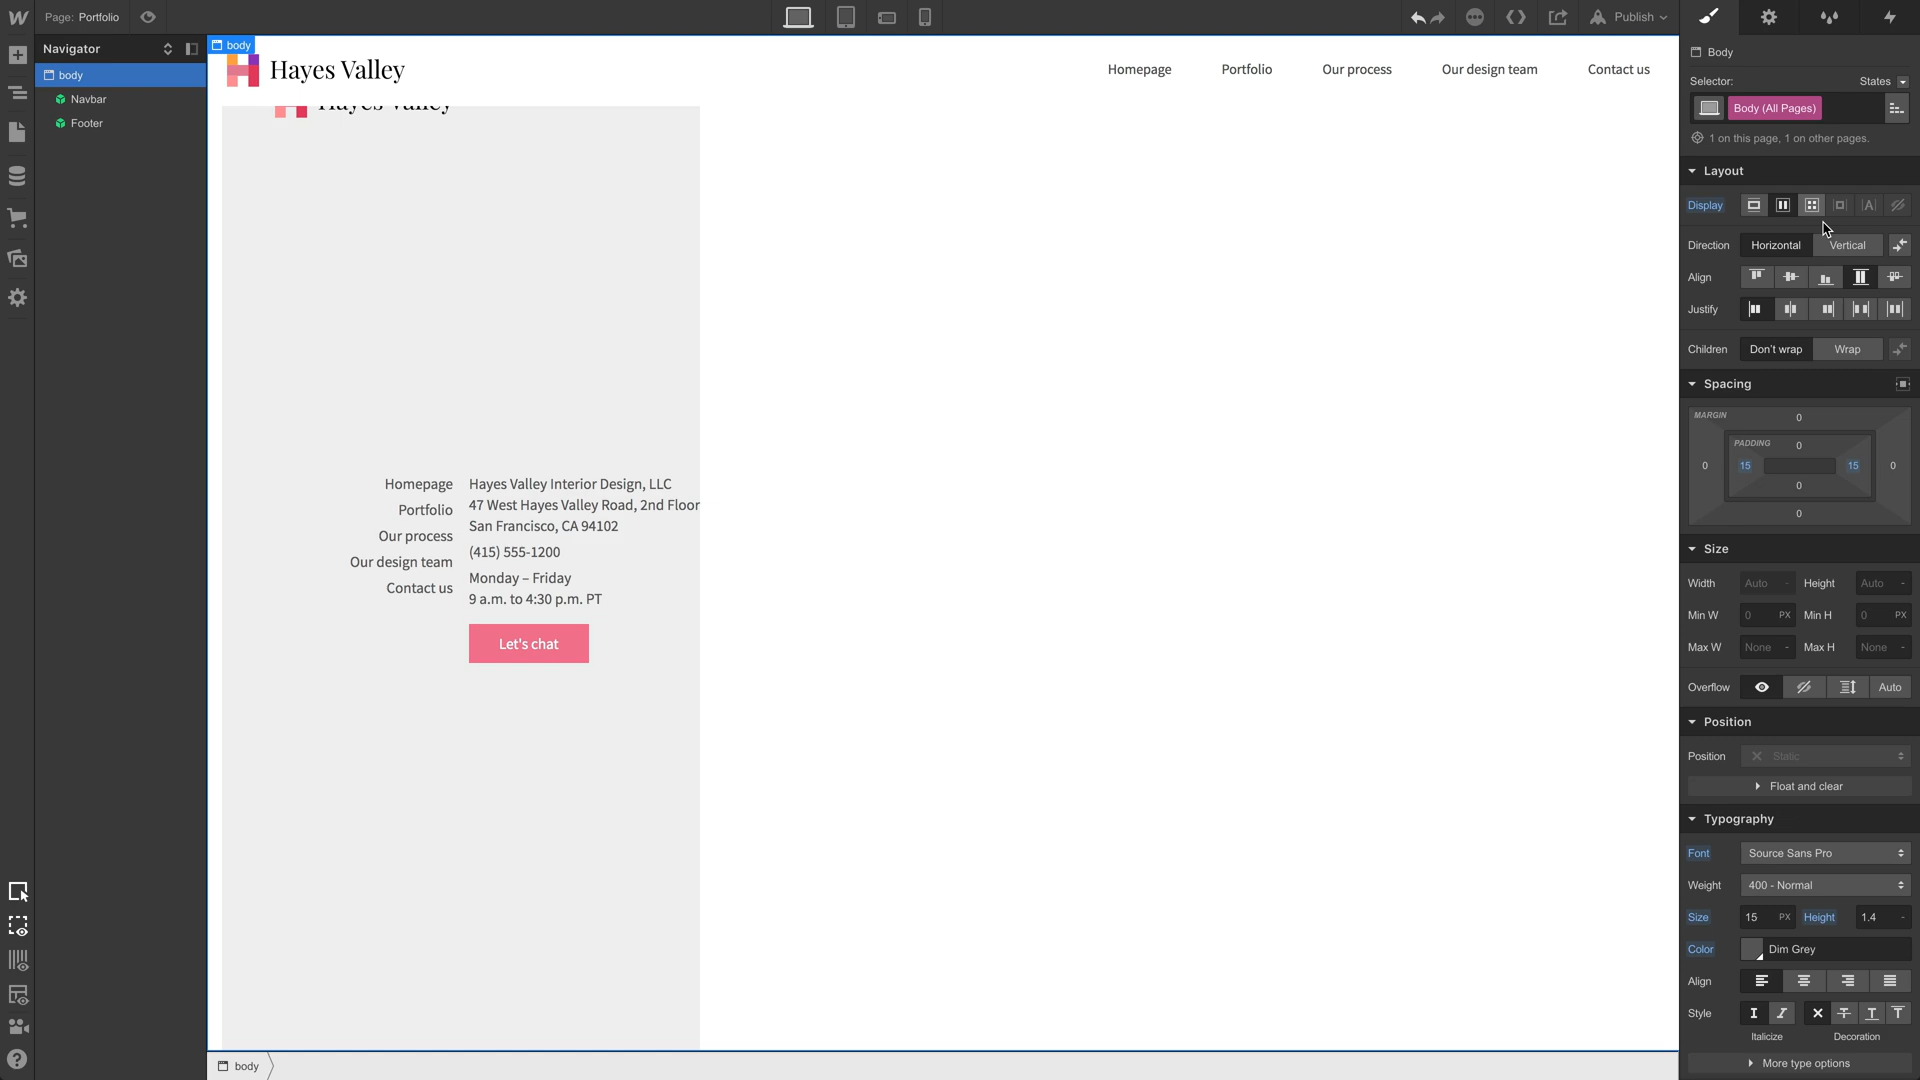 Page: Portfolio
Publish
Navigator
body
Navbar
Footer
body
Hayes Valley
Homepage
Portfolio
Our process
Our design team
Contact us
Hayes Valley
Homepage
Portfolio
Our process
Our design team
Contact us
Hayes Valley Interior Design, LLC
47 West Hayes Valley Road, 2nd Floor
San Francisco, CA 94102
(415) 555-1200
Monday – Friday
9 a.m. to 4:30 p.m. PT
Let's chat
body
Body
Selector:
States
Body (All Pages)
1 on this page, 1 on other pages.
Layout
Display
Direction Horizontal Vertical
Align
Justify
Children Don't wrap Wrap
Spacing
MARGIN
0
PADDING
0
0 15 15 0
0
0
Size
Width Auto - Height Auto -
Min W 0 PX Min H 0 PX
Max W None - Max H None -
Overflow Auto
Position
Position Static
Float and clear
Typography
Font Source Sans Pro
Weight 400 - Normal
Size 15 PX Height 1.4 -
Color Dim Grey
Align
Style
Italicize Decoration
More type options